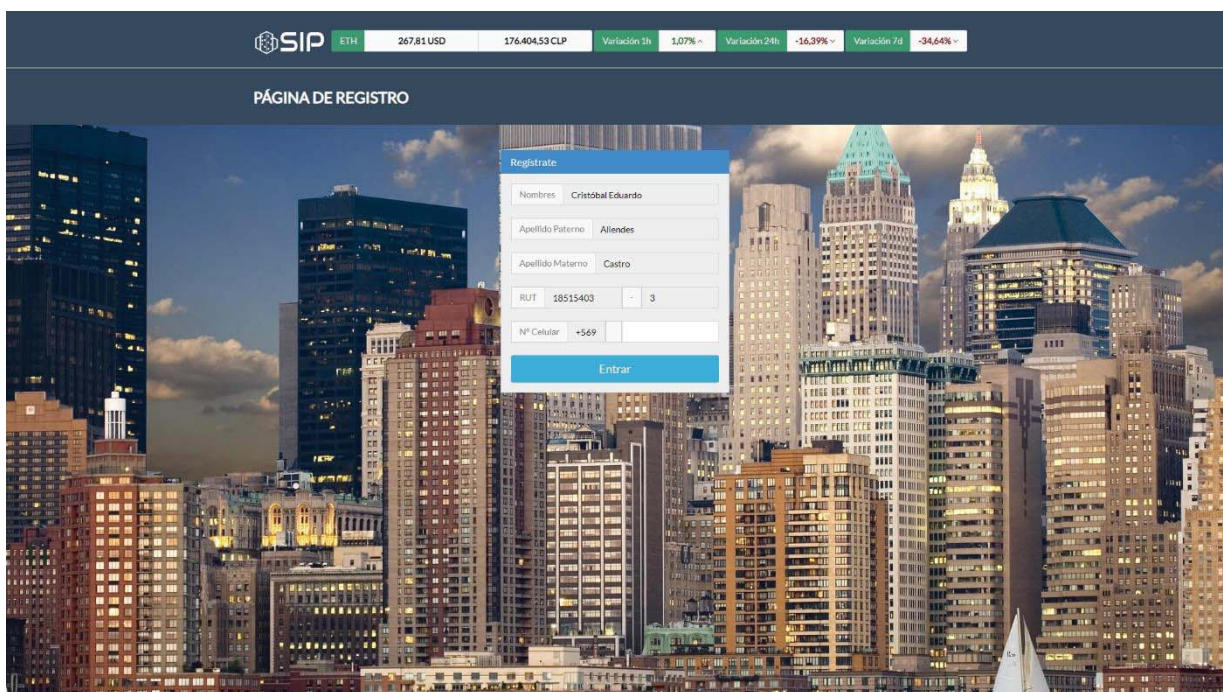 SIP ETH 267,81 USD 176.404,53 CLP Variación 1h 1,07% Variación 24h -16,39% Variación 7d -34,64%
PÁGINA DE REGISTRO
Regístrate
Nombres Cristóbal Eduardo
Apellido Paterno Allendes
Apellido Materno Castro
RUT 18515403 - 3
Nº Celular +569
Entrar